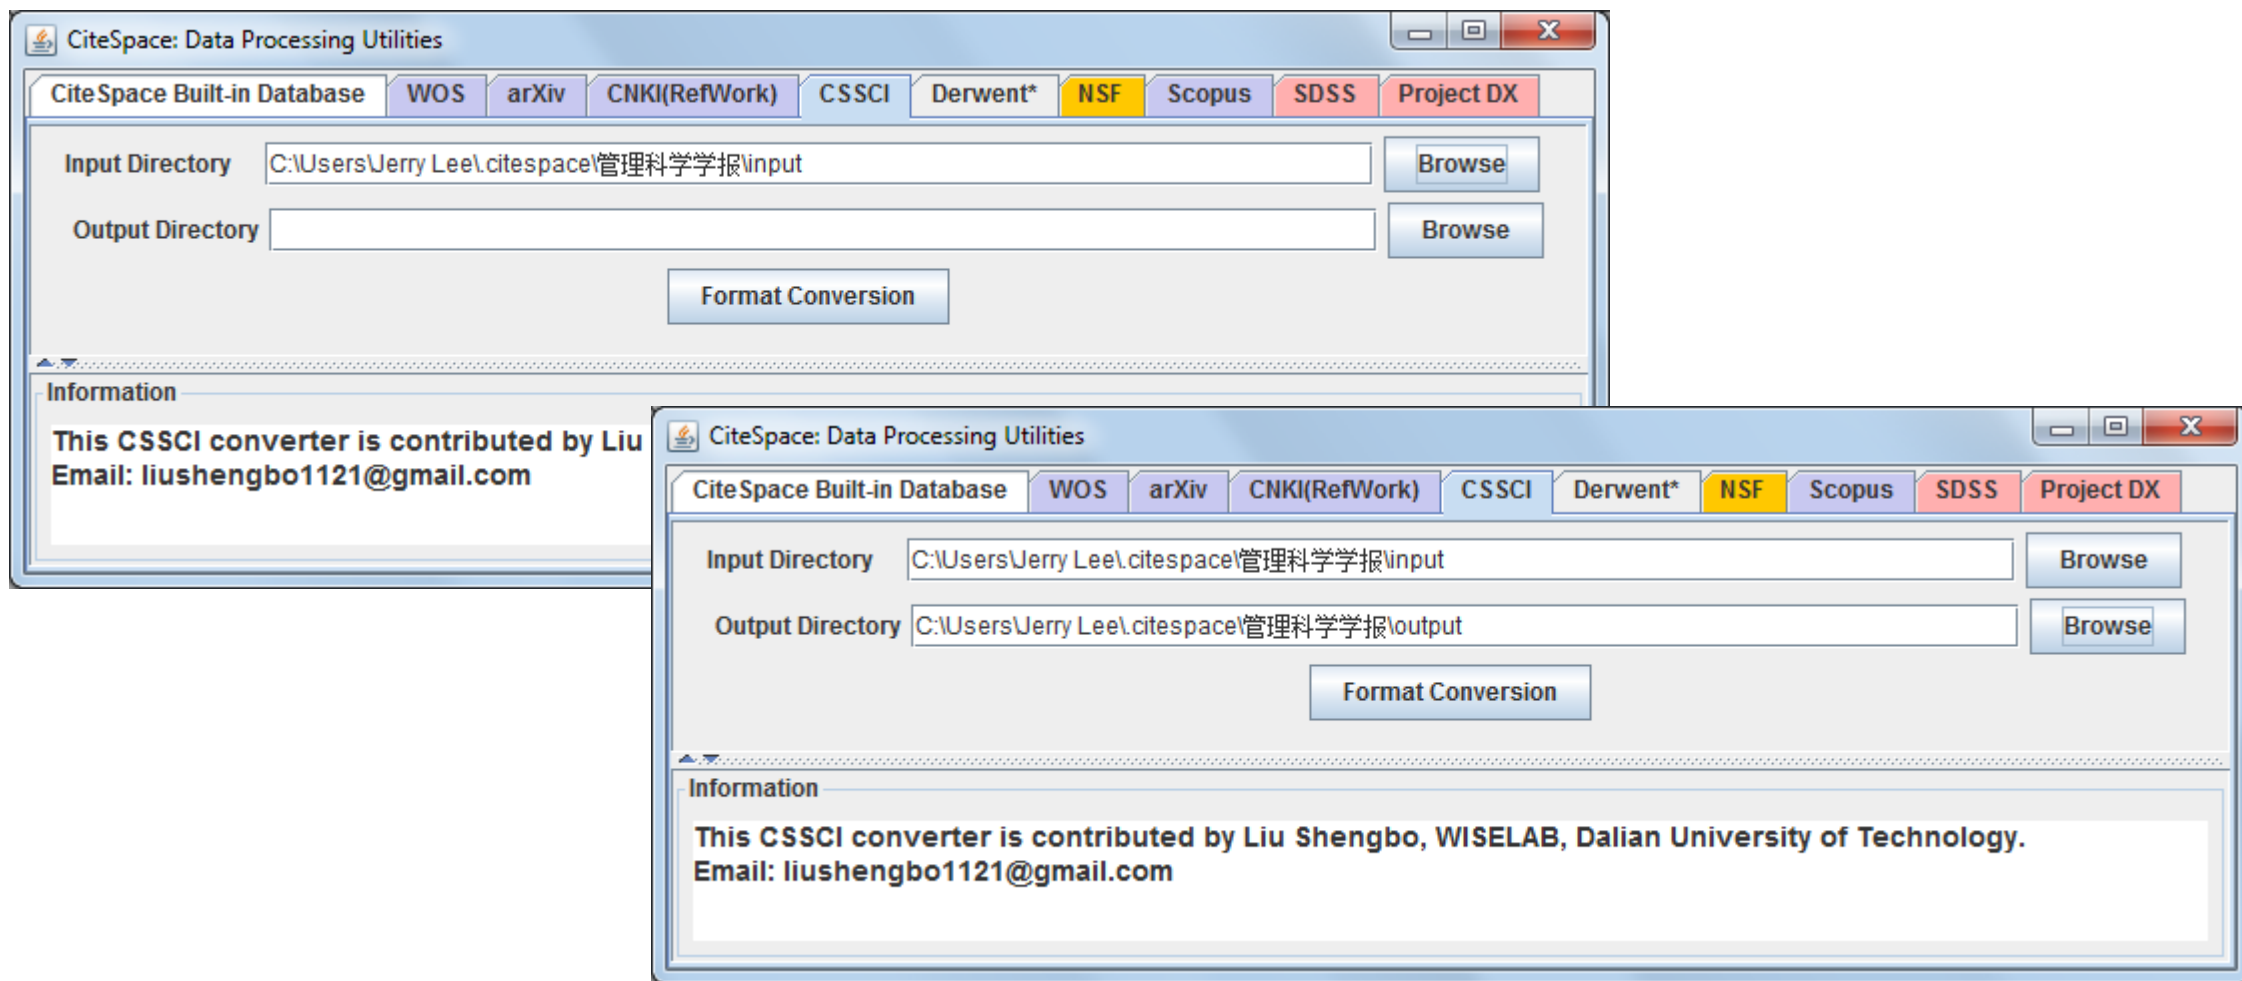 CiteSpace: Data Processing Utilities
CiteSpace Built-in Database WOS arXiv CNKI(RefWork) CSSCI Derwent* NSF Scopus SDSS Project DX
Input Directory C:\Users\Jerry Lee\.citespace\管理科学学报\input Browse
Output Directory Browse
Format Conversion
Information
This CSSCI converter is contributed by Liu
Email: liushengbo1121@gmail.com
CiteSpace: Data Processing Utilities
CiteSpace Built-in Database WOS arXiv CNKI(RefWork) CSSCI Derwent* NSF Scopus SDSS Project DX
Input Directory C:\Users\Jerry Lee\.citespace\管理科学学报\input Browse
Output Directory C:\Users\Jerry Lee\.citespace\管理科学学报\output Browse
Format Conversion
Information
This CSSCI converter is contributed by Liu Shengbo, WISELAB, Dalian University of Technology.
Email: liushengbo1121@gmail.com